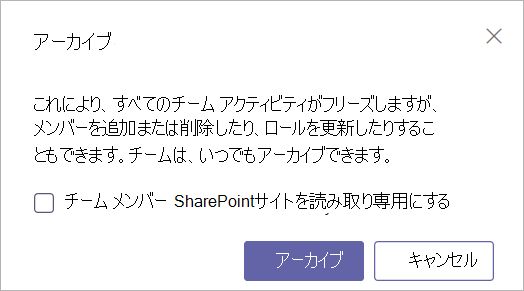 アーカイブ
これにより、すべてのチーム アクティビティがフリーズしますが、
メンバーを追加または削除したり、ロールを更新したりするこ
ともできます。チームは、いつでもアーカイブできます。
チーム メンバー SharePointサイトを読み取り専用にする
アーカイブ
キャンセル